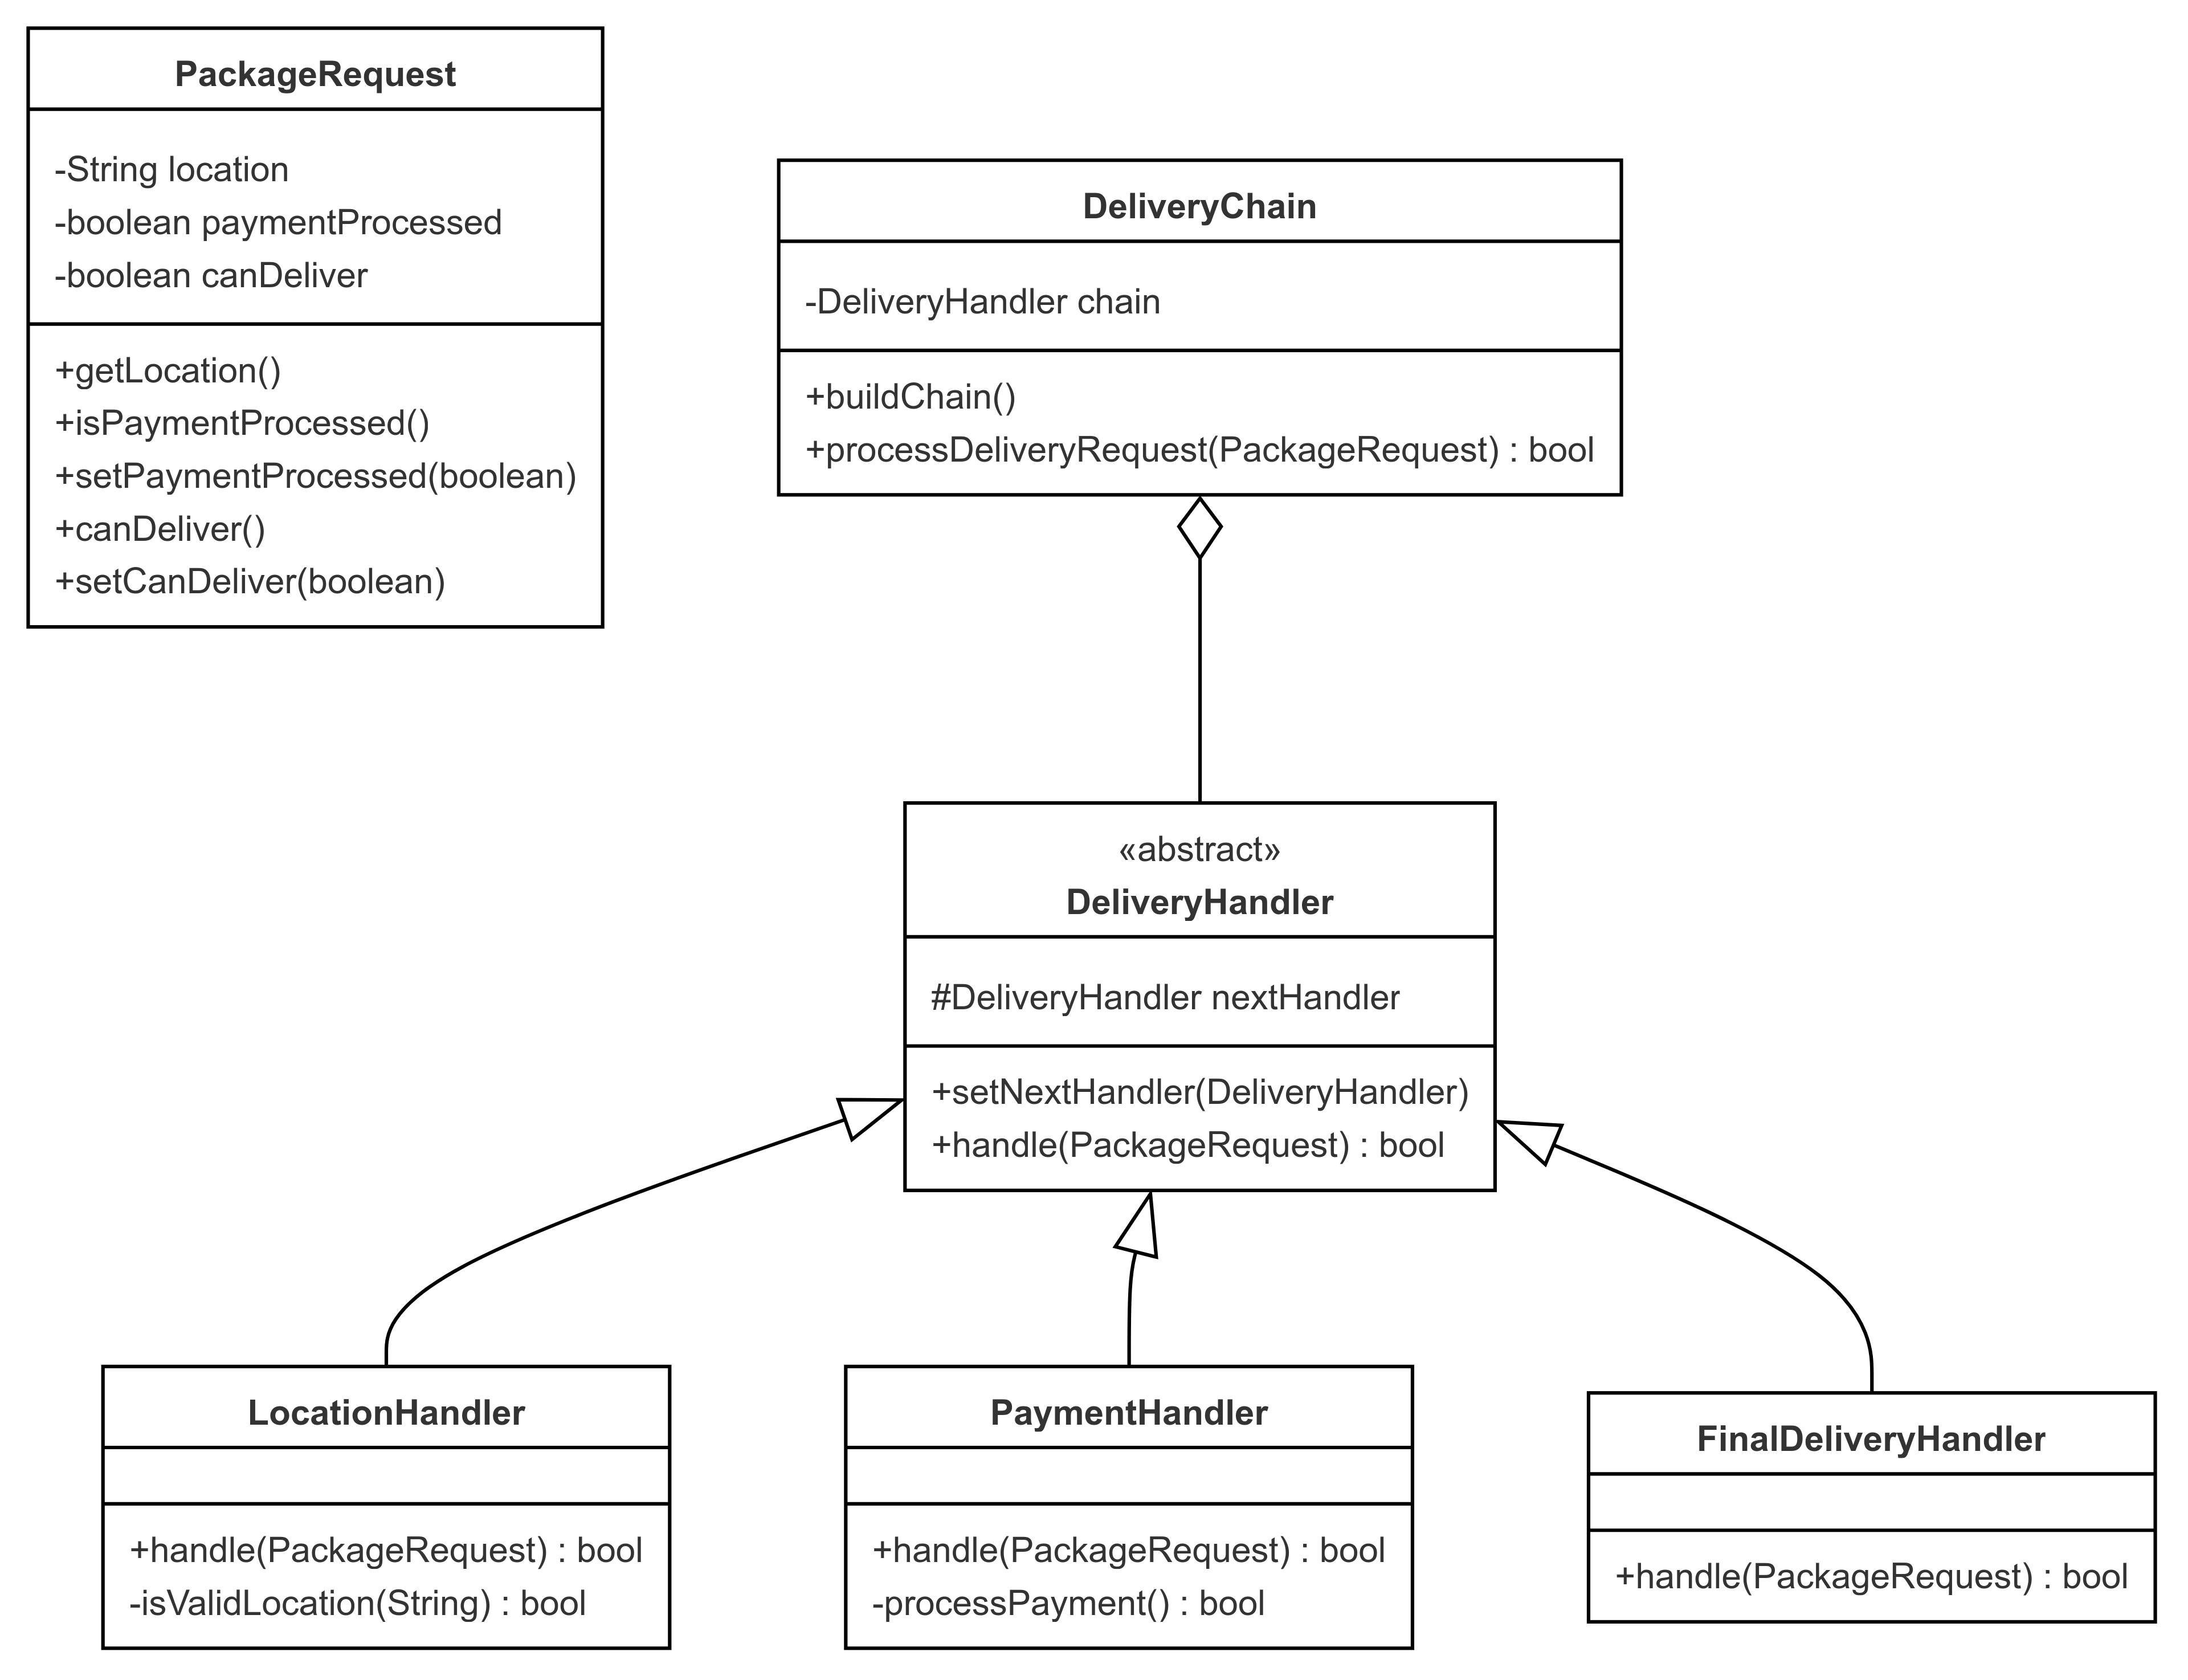 PackageRequest
-String location
-boolean paymentProcessed
-boolean canDeliver
+getLocation()
+isPaymentProcessed()
+setPaymentProcessed(boolean)
+canDeliver()
+setCanDeliver(boolean)
DeliveryChain
-DeliveryHandler chain
+buildChain()
+processDeliveryRequest(PackageRequest) : bool
«abstract»
DeliveryHandler
#DeliveryHandler nextHandler
+setNextHandler(DeliveryHandler)
+handle(PackageRequest) : bool
LocationHandler
+handle(PackageRequest) : bool
-isValidLocation(String) : bool
PaymentHandler
+handle(PackageRequest) : bool
-processPayment() : bool
FinalDeliveryHandler
+handle(PackageRequest) : bool